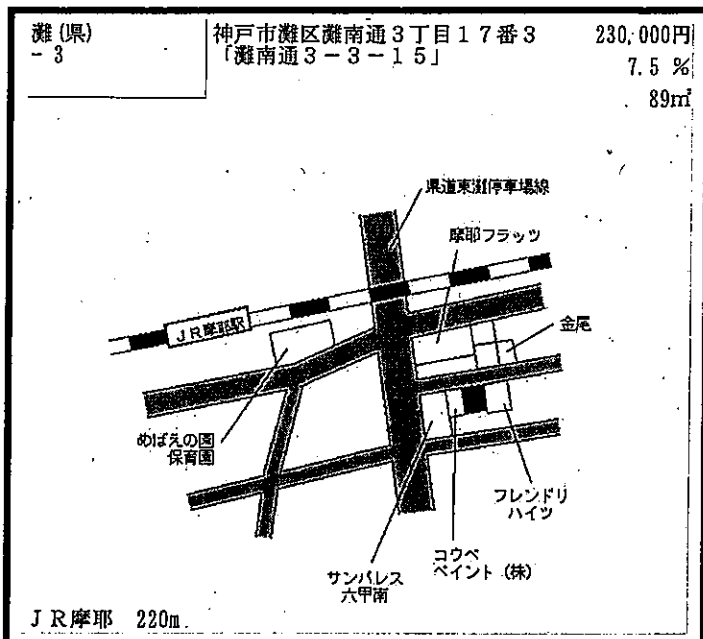 灘(県)
- 3
神戸市灘区灘南通3丁目17番3
「灘南通3-3-15」
230,000円
7.5 %
89㎡
県道東灘停車場線
摩耶フラッツ
JR摩耶駅
金尾
めばえの園
保育園
フレンドリ
ハイツ
コウベ
ペイント(株)
サンパレス
六甲南
JR摩耶 220m